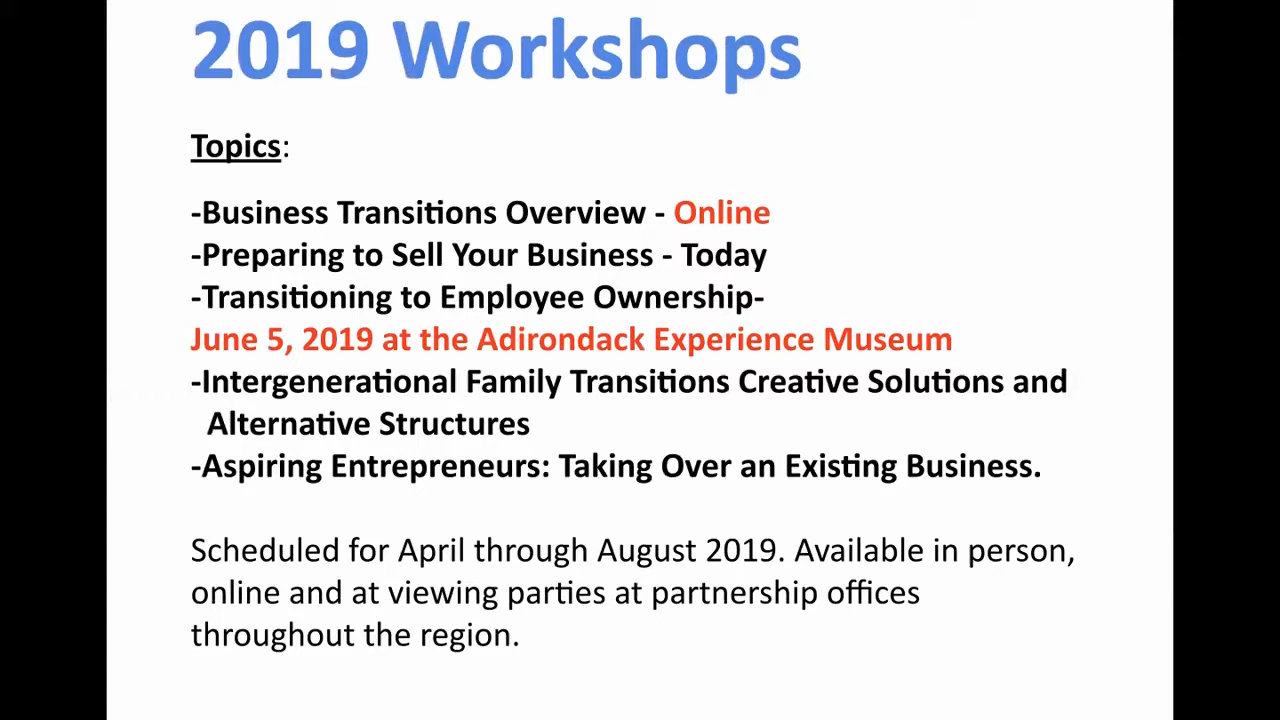 2019 Workshops
Topics:
-Business Transitions Overview - Online
-Preparing to Sell Your Business - Today
-Transitioning to Employee Ownership-
June 5, 2019 at the Adirondack Experience Museum
-Intergenerational Family Transitions Creative Solutions and
Alternative Structures
-Aspiring Entrepreneurs: Taking Over an Existing Business.
Scheduled for April through August 2019. Available in person,
online and at viewing parties at partnership offices
throughout the region.